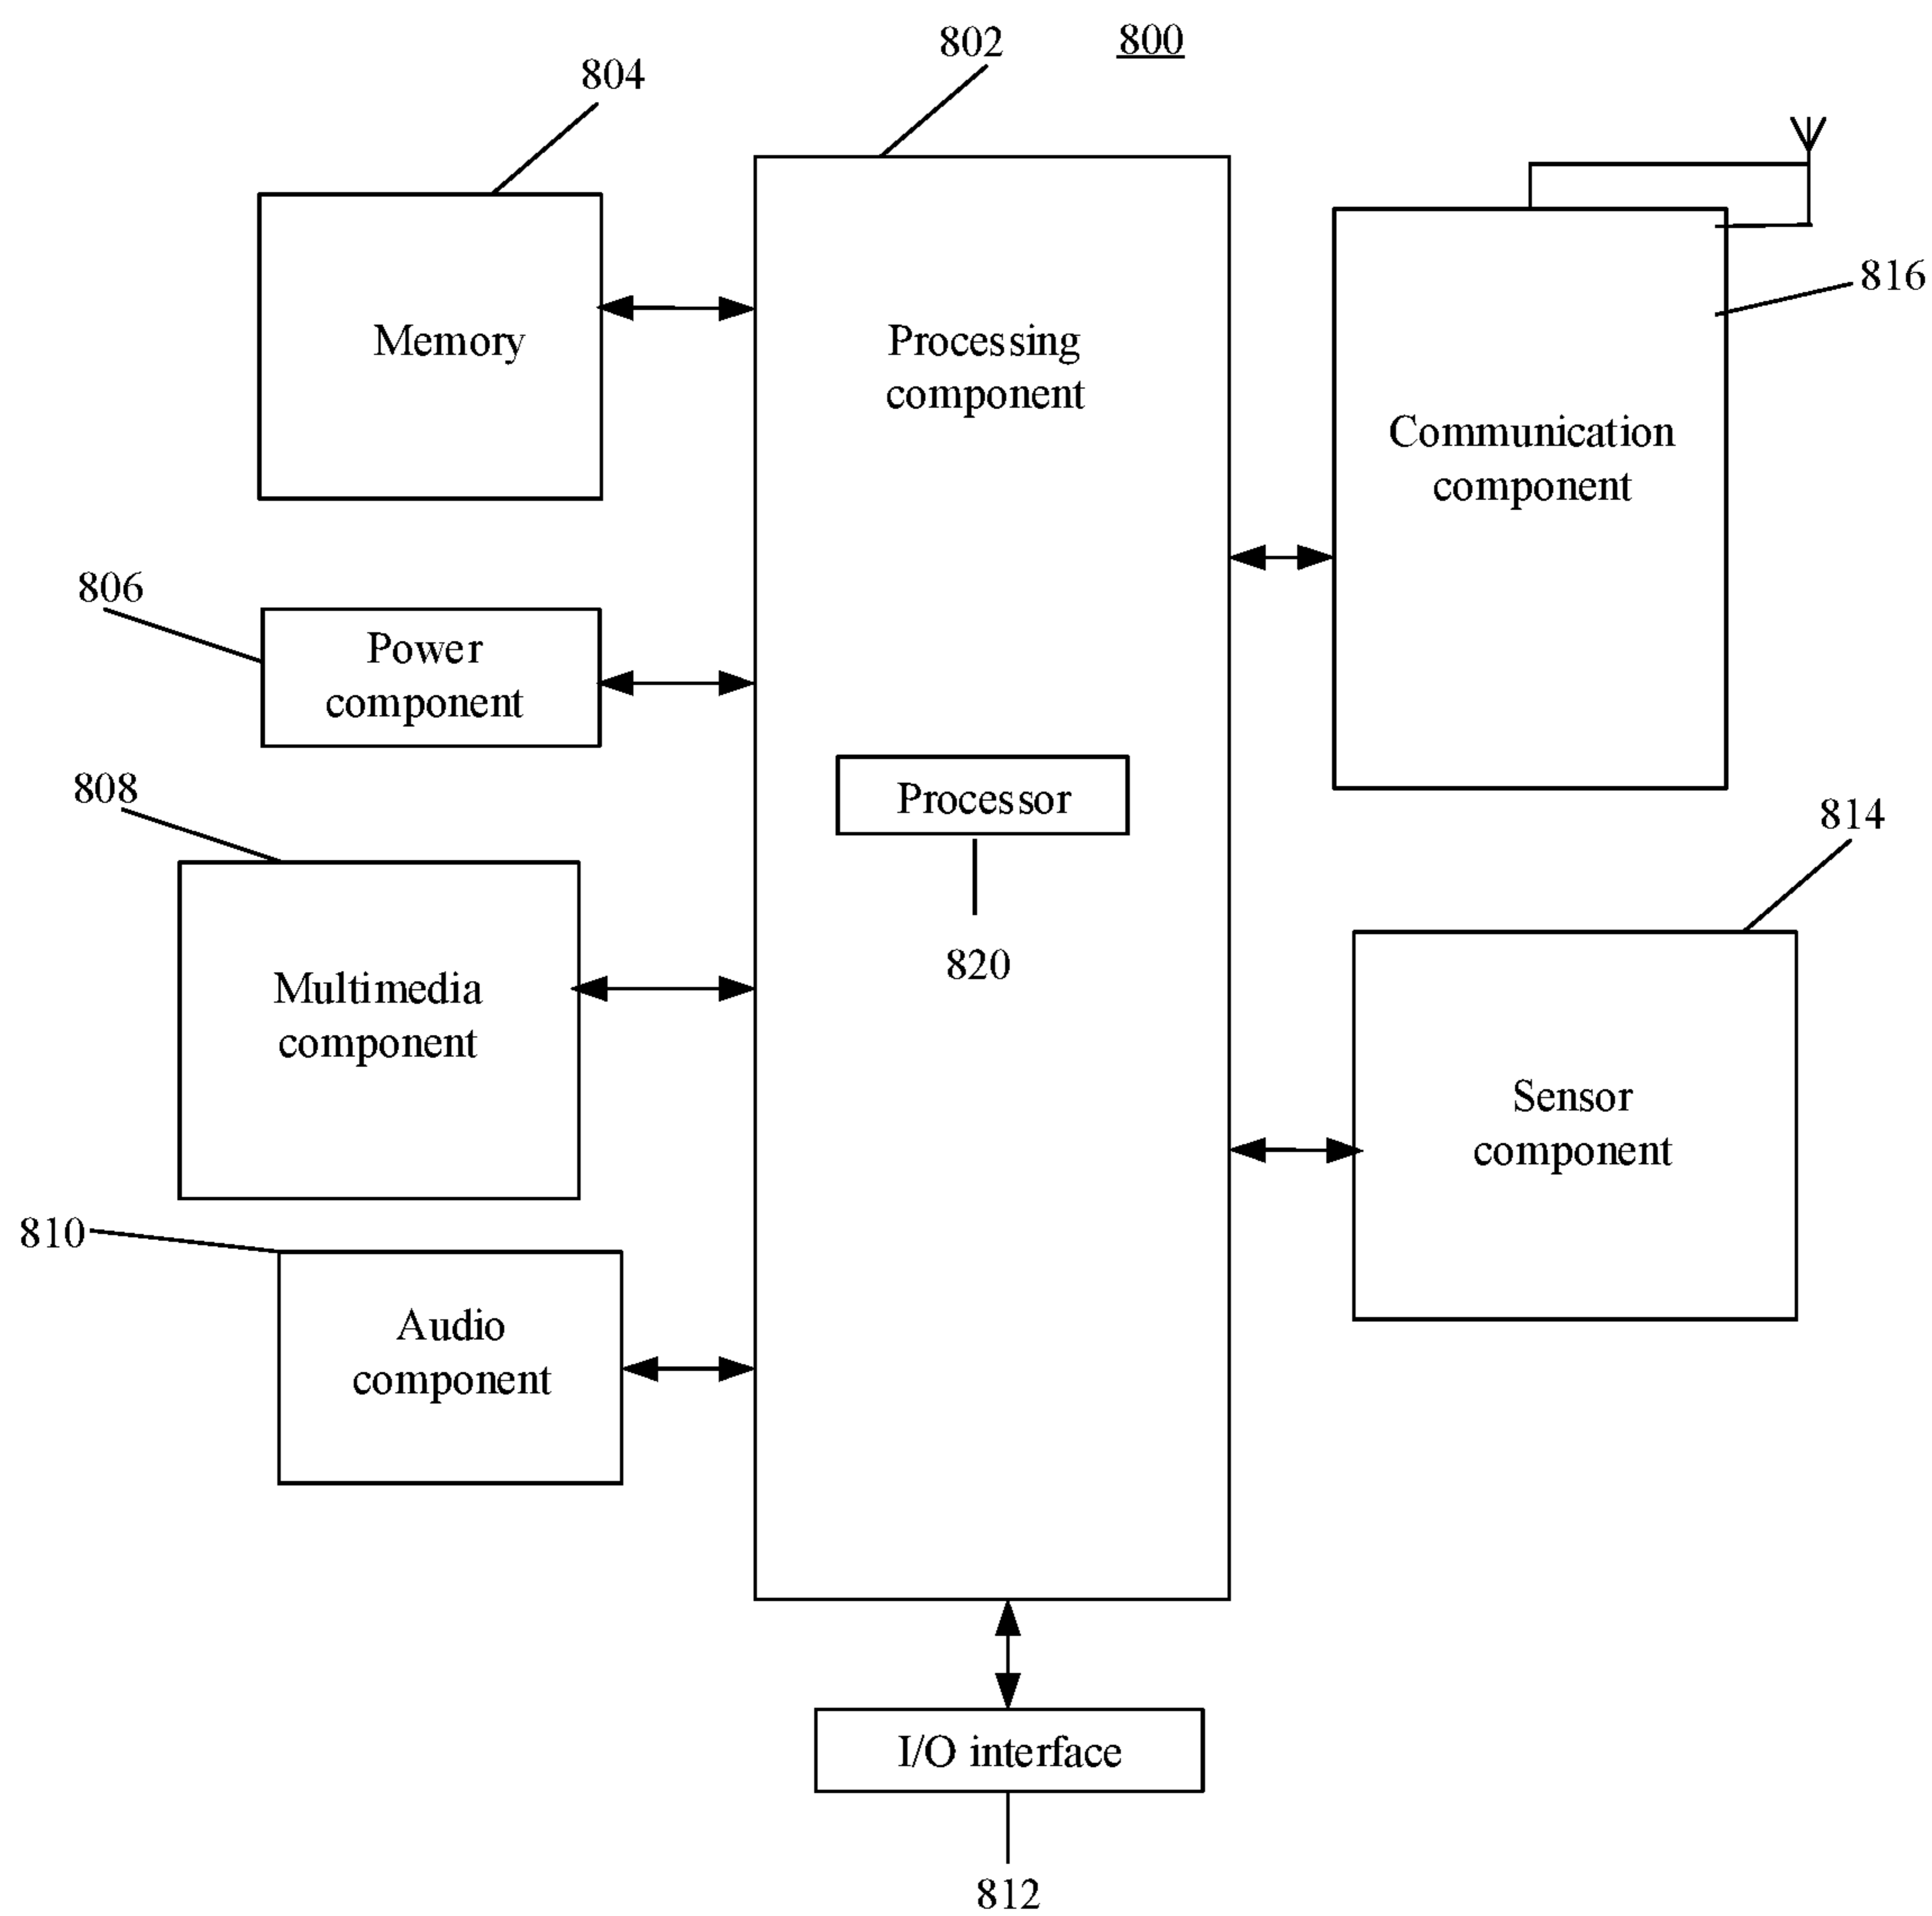 802
800
804
816
Memory
Processing
component
Communication
component
806
Power
component
808
Processor
814
820
Multimedia
component
Sensor
component
810
Audio
component
I/O interface
812